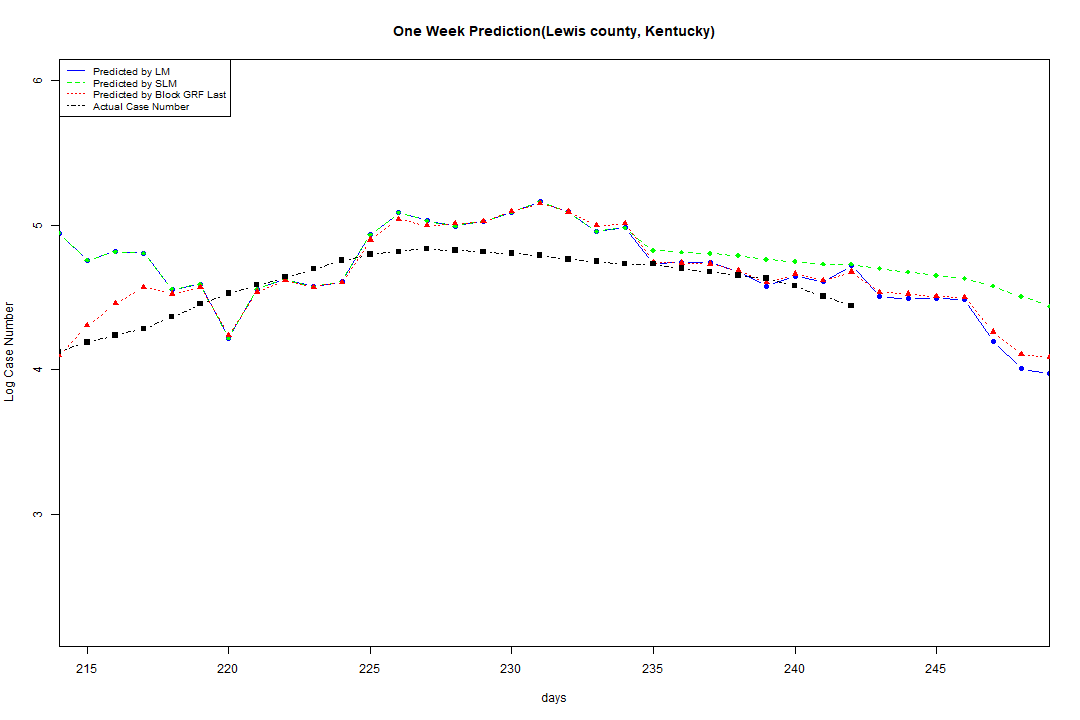 One Week Prediction(Lewis county, Kentucky)
Predicted by LM
Predicted by SLM
Predicted by Block GRF Last
Actual Case Number
6
5
4
3
Log Case Number
215 220 225 230 235 240 245
days